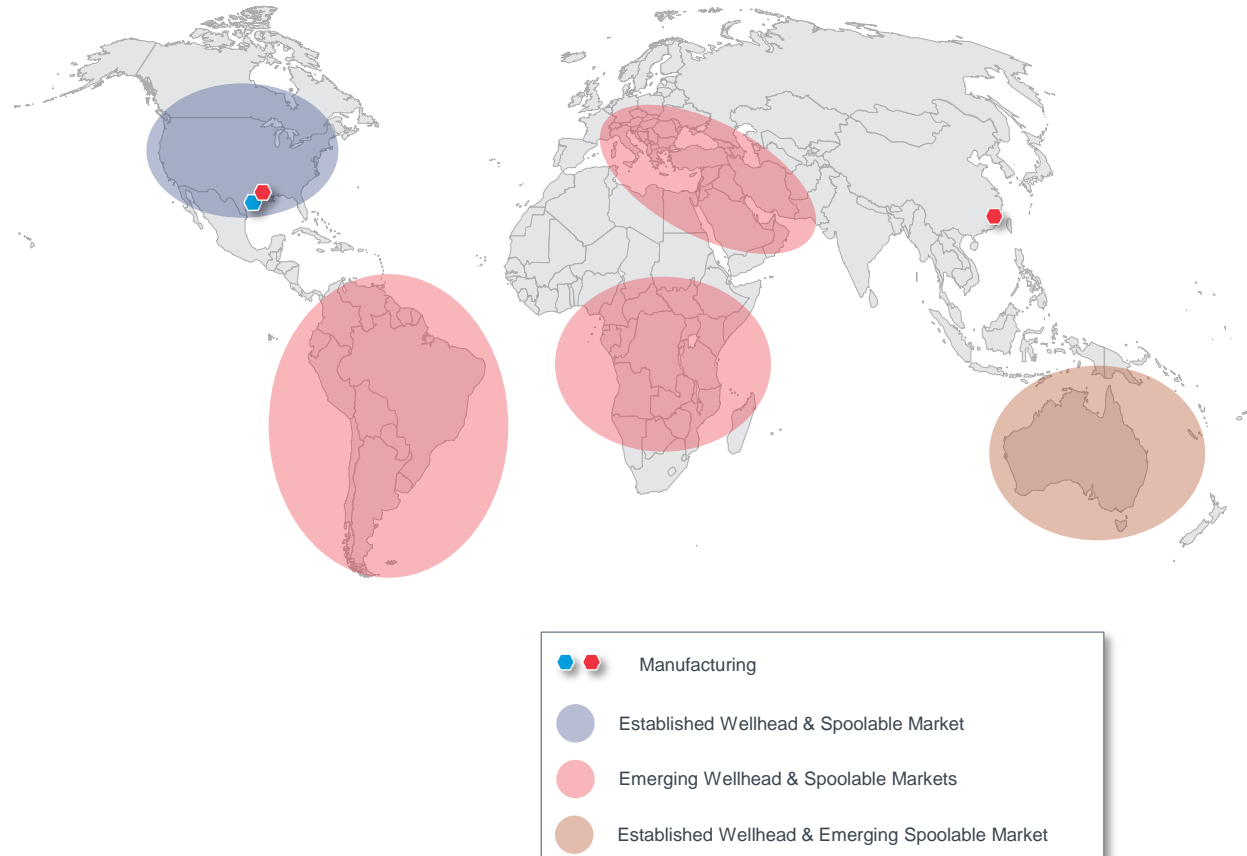 Manufacturing
Established Wellhead & Spoolable Market
Emerging Wellhead & Spoolable Markets
Established Wellhead & Emerging Spoolable Market